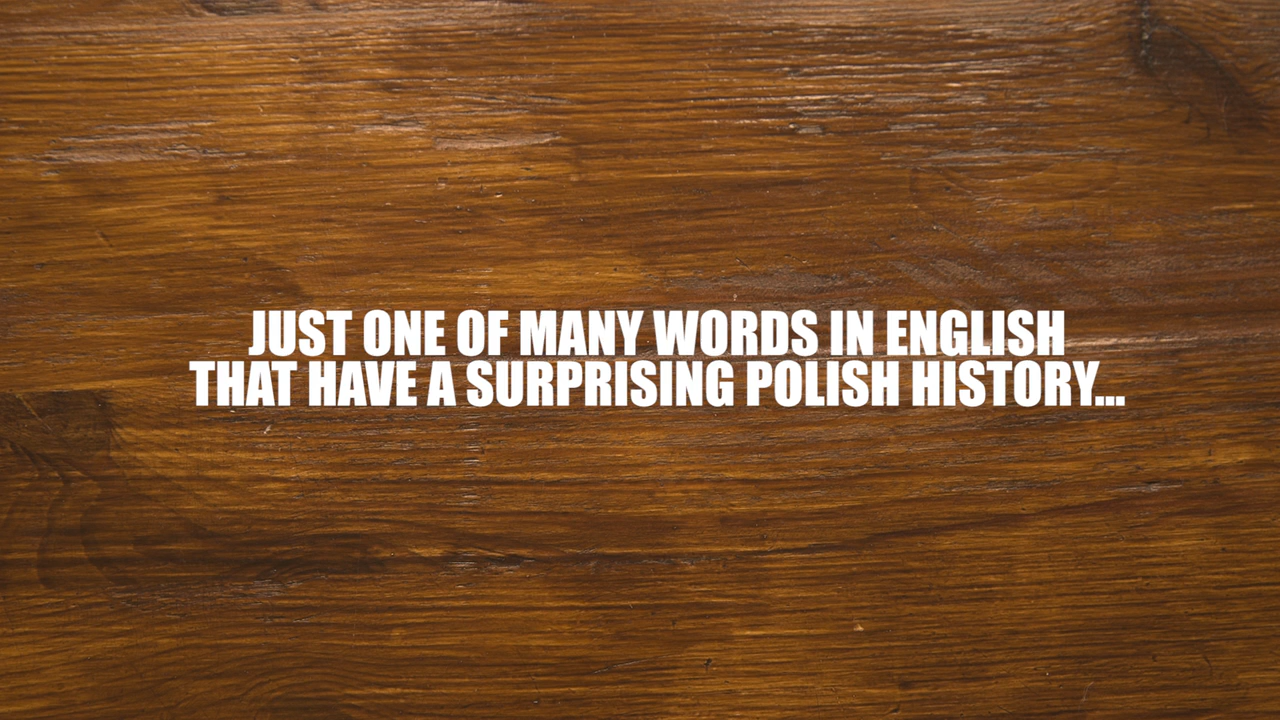 JUST ONE OF MANY WORDS IN ENGLISH
THAT HAVE A SURPRISING POLISH HISTORY...